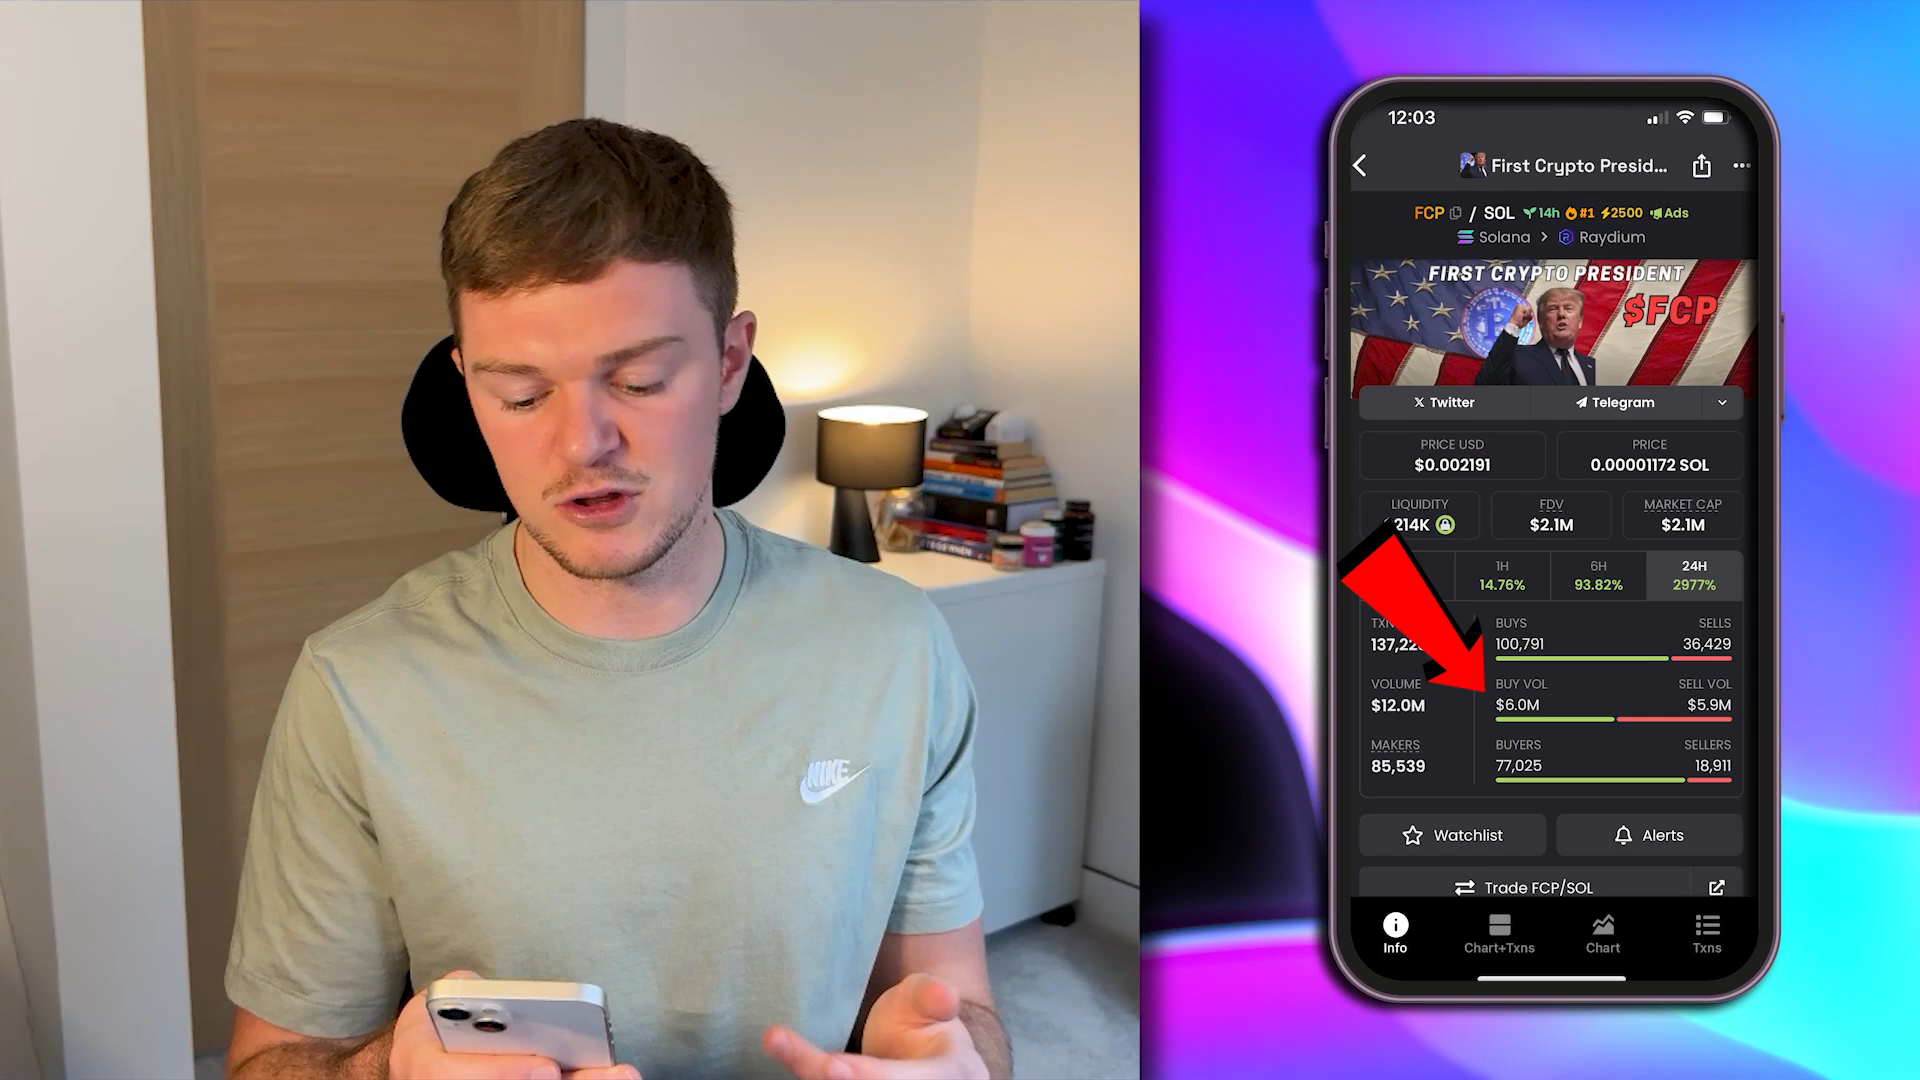 NIKE
12:03
First Crypto Presid...
FCP / SOL 14h #1 2500 Ads
Solana > Raydium
FIRST CRYPTO PRESIDENT
$FCP
X Twitter
Telegram
PRICE USD
$0.002191
PRICE
0.00001172 SOL
LIQUIDITY
214K
FDV
$2.1M
MARKET CAP
$2.1M
1H
14.76%
6H
93.82%
24H
2977%
BUYS
100,791
SELLS
36,429
VOLUME
$12.0M
BUY VOL
$6.0M
SELL VOL
$5.9M
MAKERS
85,539
BUYERS
77,025
SELLERS
18,911
Watchlist
Alerts
Trade FCP/SOL
Info
Chart+Txns
Chart
Txns